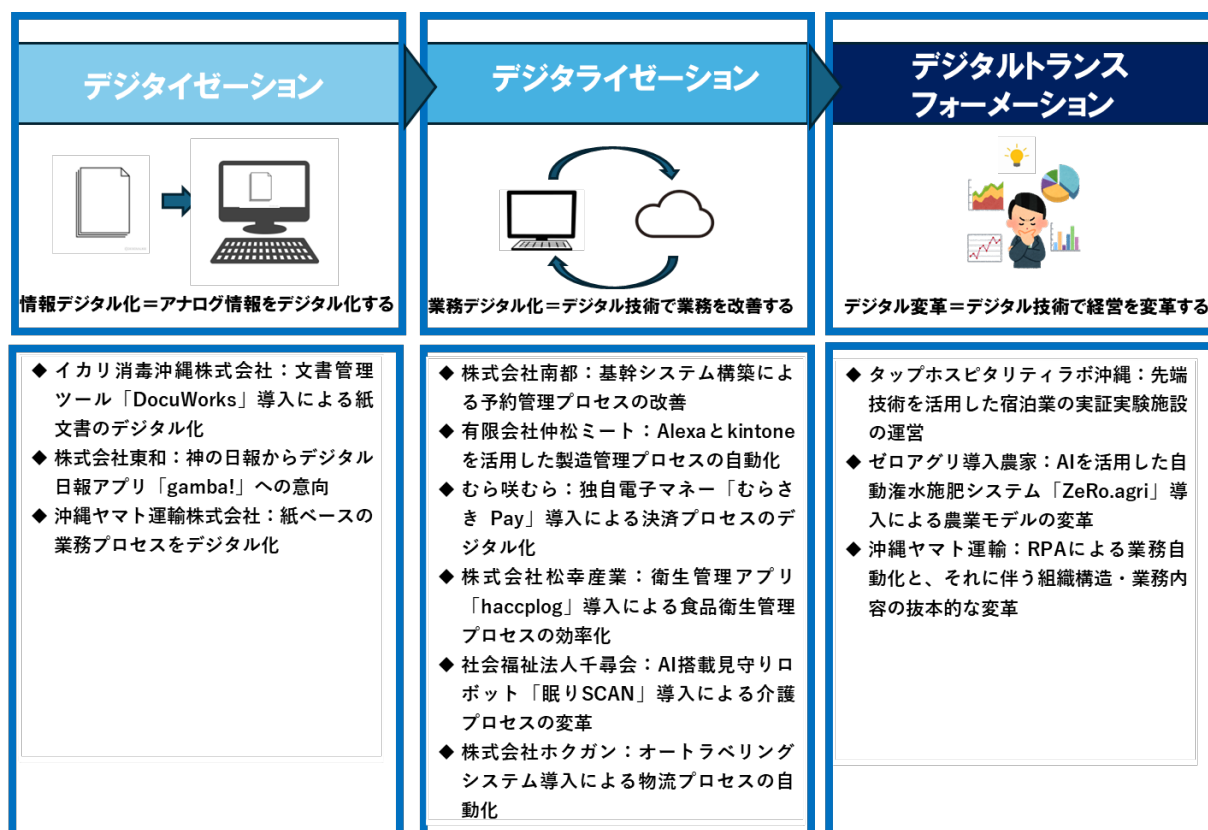 デジタイゼーション
情報デジタル化＝アナログ情報をデジタル化する
◆ イカリ消毒沖縄株式会社：文書管理
ツール「DocuWorks」導入による紙
文書のデジタル化
◆ 株式会社東和：神の日報からデジタル
日報アプリ「gamba!」への意向
◆ 沖縄ヤマト運輸株式会社：紙ベースの
業務プロセスをデジタル化
デジタライゼーション
業務デジタル化＝デジタル技術で業務を改善する
◆ 株式会社南都：基幹システム構築によ
る予約管理プロセスの改善
◆ 有限会社仲松ミート：Alexaとkintone
を活用した製造管理プロセスの自動化
◆ むら咲むら：独自電子マネー「むらさ
き Pay」導入による決済プロセスのデ
ジタル化
◆ 株式会社松幸産業：衛生管理アプリ
「haccplog」導入による食品衛生管理
プロセスの効率化
◆ 社会福祉法人千尋会：AI搭載見守りロ
ボット「眠りSCAN」導入による介護
プロセスの変革
◆ 株式会社ホクガン：オートラベリング
システム導入による物流プロセスの自
動化
デジタルトランス
フォーメーション
デジタル変革＝デジタル技術で経営を変革する
◆ タップホスピタリティラボ沖縄：先端
技術を活用した宿泊業の実証実験施設
の運営
◆ ゼロアグリ導入農家：AIを活用した自
動潅水施肥システム「ZeRo.agri」導
入による農業モデルの変革
◆ 沖縄ヤマト運輸：RPAによる業務自
動化と、それに伴う組織構造・業務内
容の抜本的な変革